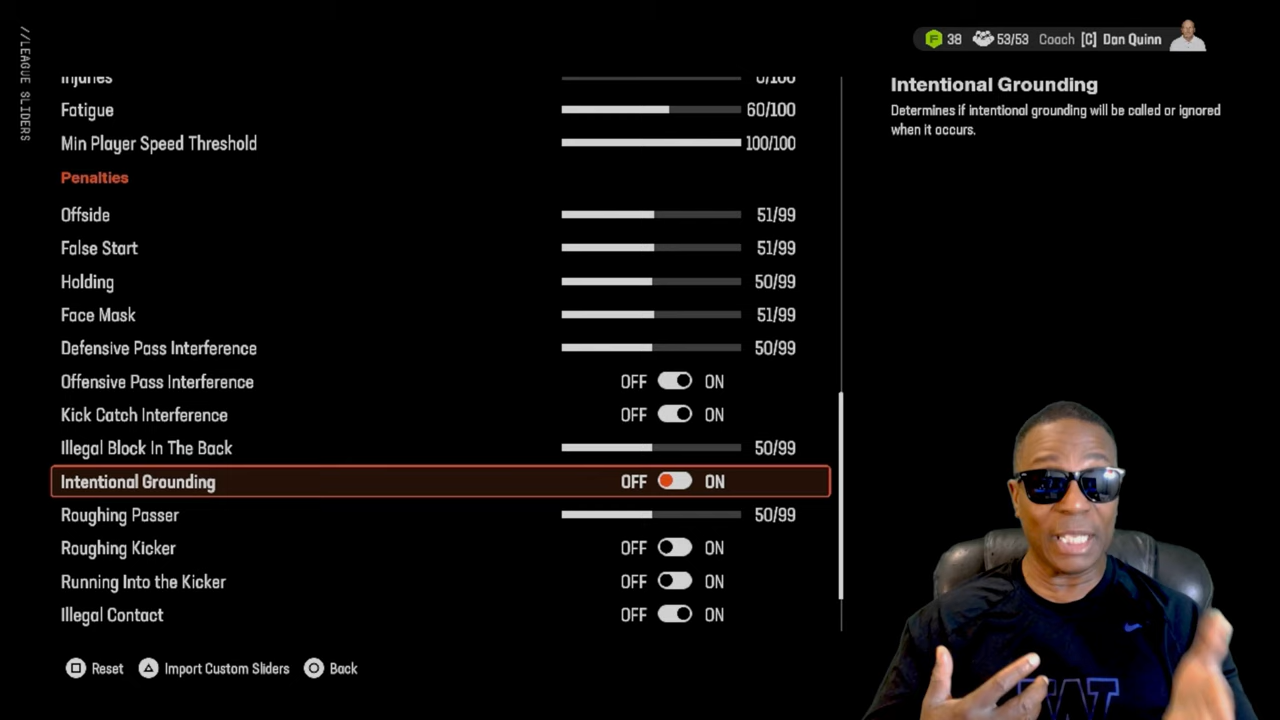 //LEAGUE SLIDERS
38 53/53 Coach [C] Dan Quinn
Injuries 0/100
Fatigue 60/100
Min Player Speed Threshold 100/100
Penalties
Offside 51/99
False Start 51/99
Holding 50/99
Face Mask 51/99
Defensive Pass Interference 50/99
Offensive Pass Interference OFF ON
Kick Catch Interference OFF ON
Illegal Block In The Back 50/99
Intentional Grounding OFF ON
Roughing Passer 50/99
Roughing Kicker OFF ON
Running Into the Kicker OFF ON
Illegal Contact OFF ON
Reset Import Custom Sliders Back
Intentional Grounding
Determines if intentional grounding will be called or ignored
when it occurs.